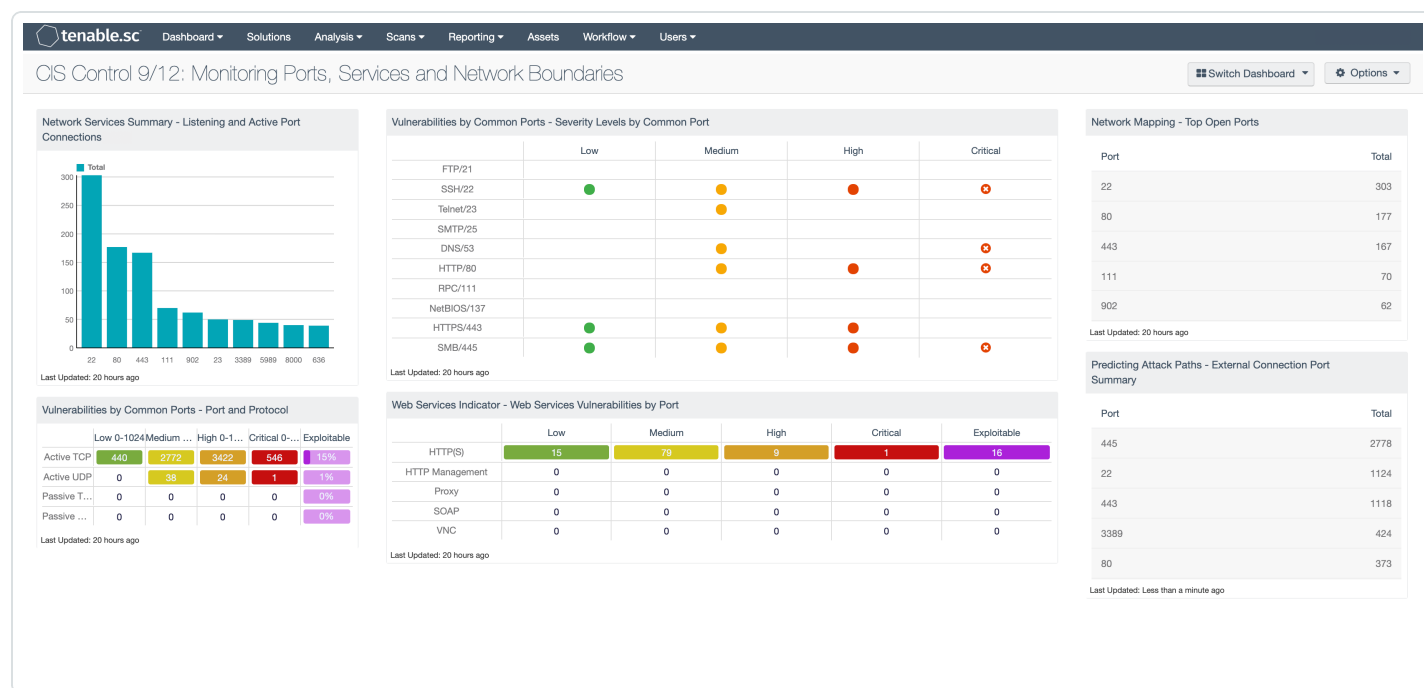 tenable.sc Dashboard Solutions Analysis Scans Reporting Assets Workflow Users
CIS Control 9/12: Monitoring Ports, Services and Network Boundaries
Switch Dashboard Options
Network Services Summary - Listening and Active Port
Connections
Total
300
250
200
150
100
50
0
22 80 443 111 902 23 3389 5989 8000 636
Last Updated: 20 hours ago
Vulnerabilities by Common Ports - Port and Protocol
Low 0-1024 Medium ... High 0-1... Critical 0-... Exploitable
Active TCP 440 2772 3422 546 15%
Active UDP 0 38 24 1 1%
Passive T... 0 0 0 0 0%
Passive ... 0 0 0 0 0%
Last Updated: 20 hours ago
Vulnerabilities by Common Ports - Severity Levels by Common Port
Low Medium High Critical
FTP/21
SSH/22
Telnet/23
SMTP/25
DNS/53
HTTP/80
RPC/111
NetBIOS/137
HTTPS/443
SMB/445
Last Updated: 20 hours ago
Web Services Indicator - Web Services Vulnerabilities by Port
Low Medium High Critical Exploitable
HTTP(S) 15 79 9 1 16
HTTP Management 0 0 0 0 0
Proxy 0 0 0 0 0
SOAP 0 0 0 0 0
VNC 0 0 0 0 0
Last Updated: 20 hours ago
Network Mapping - Top Open Ports
Port Total
22 303
80 177
443 167
111 70
902 62
Last Updated: 20 hours ago
Predicting Attack Paths - External Connection Port
Summary
Port Total
445 2778
22 1124
443 1118
3389 424
80 373
Last Updated: Less than a minute ago